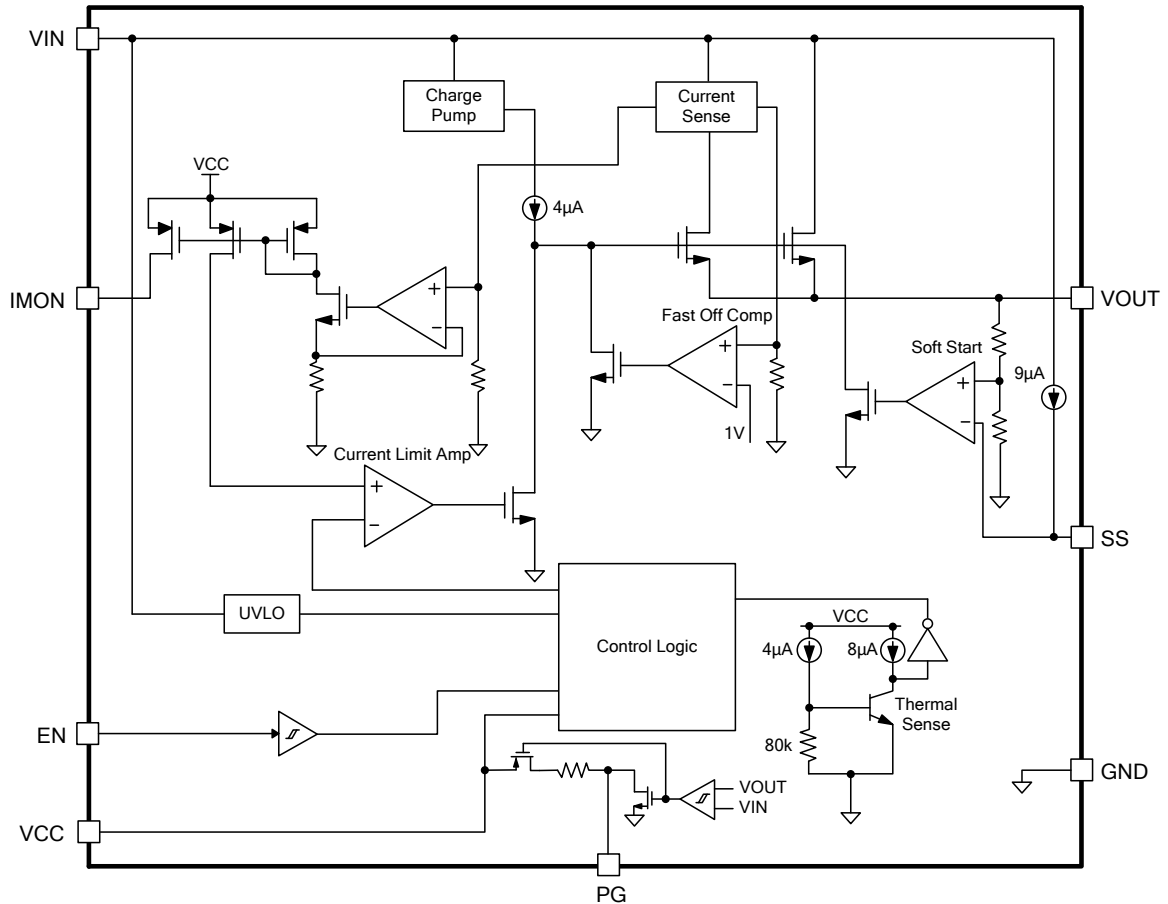 VIN
Charge
Pump
Current
Sense
VCC
4µA
IMON
VOUT
Fast Off Comp
+
−
+
−
Soft Start
+
−
9µA
1V
Current Limit Amp
+
−
SS
UVLO
Control Logic
VCC
4µA
8µA
Thermal
Sense
EN
80k
GND
VOUT
VIN
VCC
PG